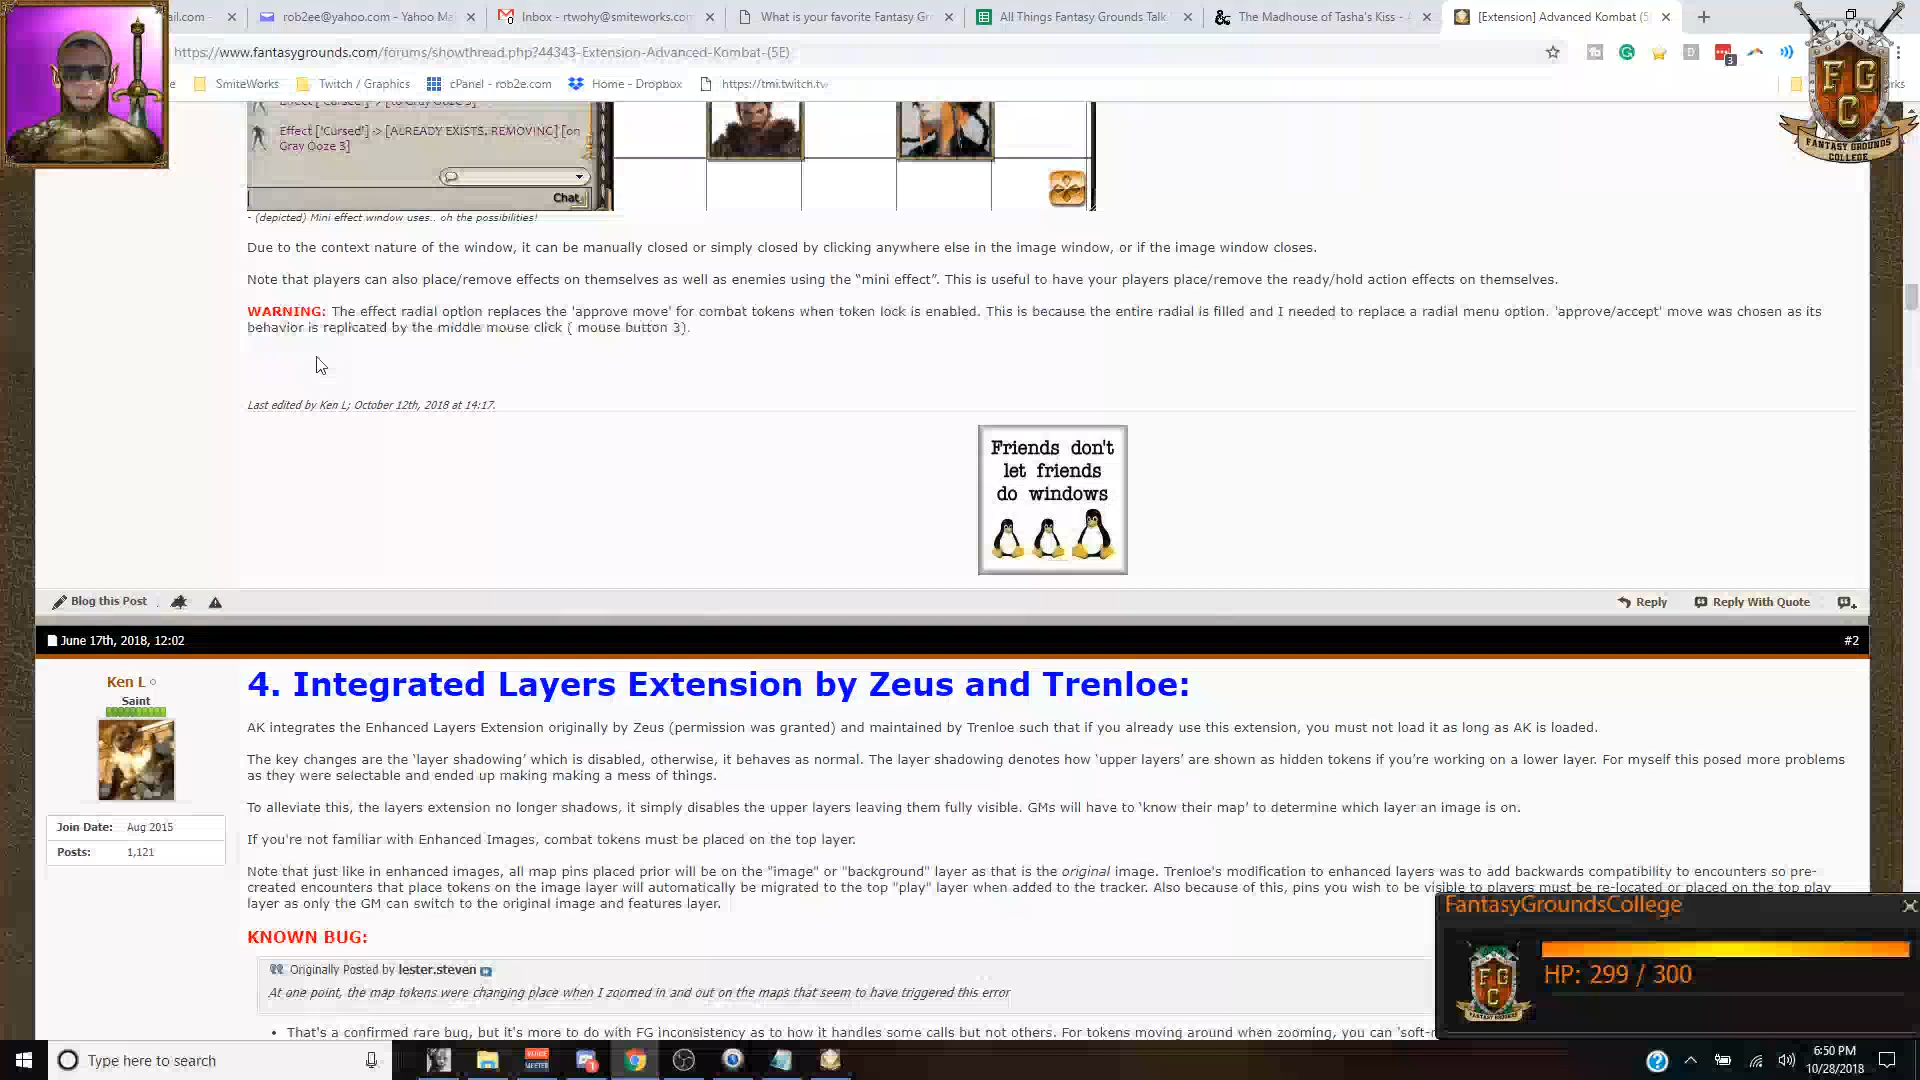 ail.com -
rob2ee@yahoo.com - Yahoo Ma
Inbox - rtwohy@smiteworks.com
What is your favorite Fantasy Gr
All Things Fantasy Grounds Talk
The Madhouse of Tasha's Kiss -
[Extension] Advanced Kombat (5
https://www.fantasygrounds.com/forums/showthread.php?44343-Extension-Advanced-Kombat-(5E)
3
SmiteWorks
Twitch / Graphics
cPanel - rob2e.com
Home - Dropbox
https://tmi.twitch.tv
FGC
FANTASY GROUNDS
COLLEGE
Effect ['Cursed'] -> [to Gray Ooze 3]
Effect ['Cursed'] -> [ALREADY EXISTS, REMOVING] [on
Gray Ooze 3]
Chat
- (depicted) Mini effect window uses.. oh the possibilities!
Due to the context nature of the window, it can be manually closed or simply closed by clicking anywhere else in the image window, or if the image window closes.
Note that players can also place/remove effects on themselves as well as enemies using the “mini effect”. This is useful to have your players place/remove the ready/hold action effects on themselves.
WARNING: The effect radial option replaces the 'approve move' for combat tokens when token lock is enabled. This is because the entire radial is filled and I needed to replace a radial menu option. 'approve/accept' move was chosen as its
behavior is replicated by the middle mouse click ( mouse button 3).
Last edited by Ken L; October 12th, 2018 at 14:17.
Friends don't
let friends
do windows
Blog this Post
Reply
Reply With Quote
June 17th, 2018, 12:02
#2
Ken L
Saint
Join Date: Aug 2015
Posts: 1,121
4. Integrated Layers Extension by Zeus and Trenloe:
AK integrates the Enhanced Layers Extension originally by Zeus (permission was granted) and maintained by Trenloe such that if you already use this extension, you must not load it as long as AK is loaded.
The key changes are the ‘layer shadowing’ which is disabled, otherwise, it behaves as normal. The layer shadowing denotes how ‘upper layers’ are shown as hidden tokens if you’re working on a lower layer. For myself this posed more problems
as they were selectable and ended up making making a mess of things.
To alleviate this, the layers extension no longer shadows, it simply disables the upper layers leaving them fully visible. GMs will have to ‘know their map’ to determine which layer an image is on.
If you're not familiar with Enhanced Images, combat tokens must be placed on the top layer.
Note that just like in enhanced images, all map pins placed prior will be on the "image" or "background" layer as that is the original image. Trenloe's modification to enhanced layers was to add backwards compatibility to encounters so pre-
created encounters that place tokens on the image layer will automatically be migrated to the top "play" layer when added to the tracker. Also because of this, pins you wish to be visible to players must be re-located or placed on the top play
layer as only the GM can switch to the original image and features layer.
KNOWN BUG:
Originally Posted by lester.steven
At one point, the map tokens were changing place when I zoomed in and out on the maps that seem to have triggered this error
• That's a confirmed rare bug, but it's more to do with FG inconsistency as to how it handles some calls but not others. For tokens moving around when zooming, you can 'soft-
FantasyGroundsCollege
FGC
HP: 299 / 300
Type here to search
VOICE
MEETER
6:50 PM
10/28/2018